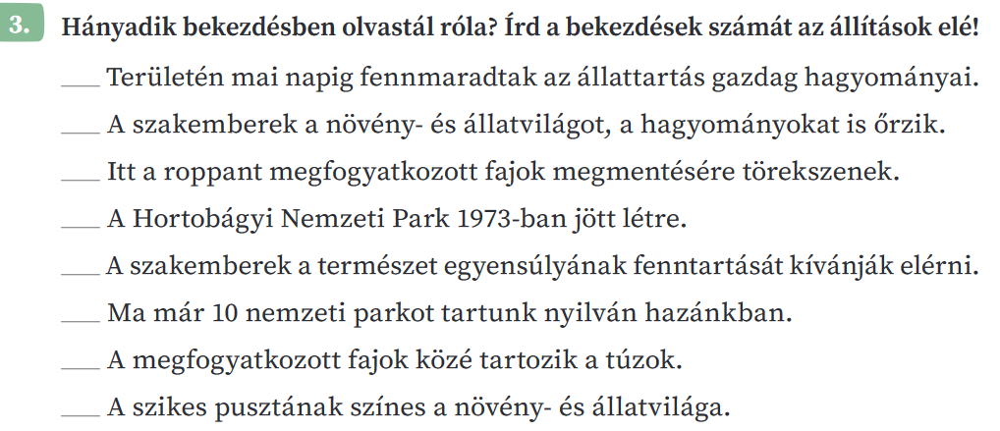 3. Hányadik bekezdésben olvastál róla? Írd a bekezdések számát az állítások elé!
___ Területén mai napig fennmaradtak az állattartás gazdag hagyományai.
___ A szakemberek a növény- és állatvilágot, a hagyományokat is őrzik.
___ Itt a roppant megfogyatkozott fajok megmentésére törekszenek.
___ A Hortobágyi Nemzeti Park 1973-ban jött létre.
___ A szakemberek a természet egyensúlyának fenntartását kívánják elérni.
___ Ma már 10 nemzeti parkot tartunk nyilván hazánkban.
___ A megfogyatkozott fajok közé tartozik a túzok.
___ A szikes pusztának színes a növény- és állatvilága.